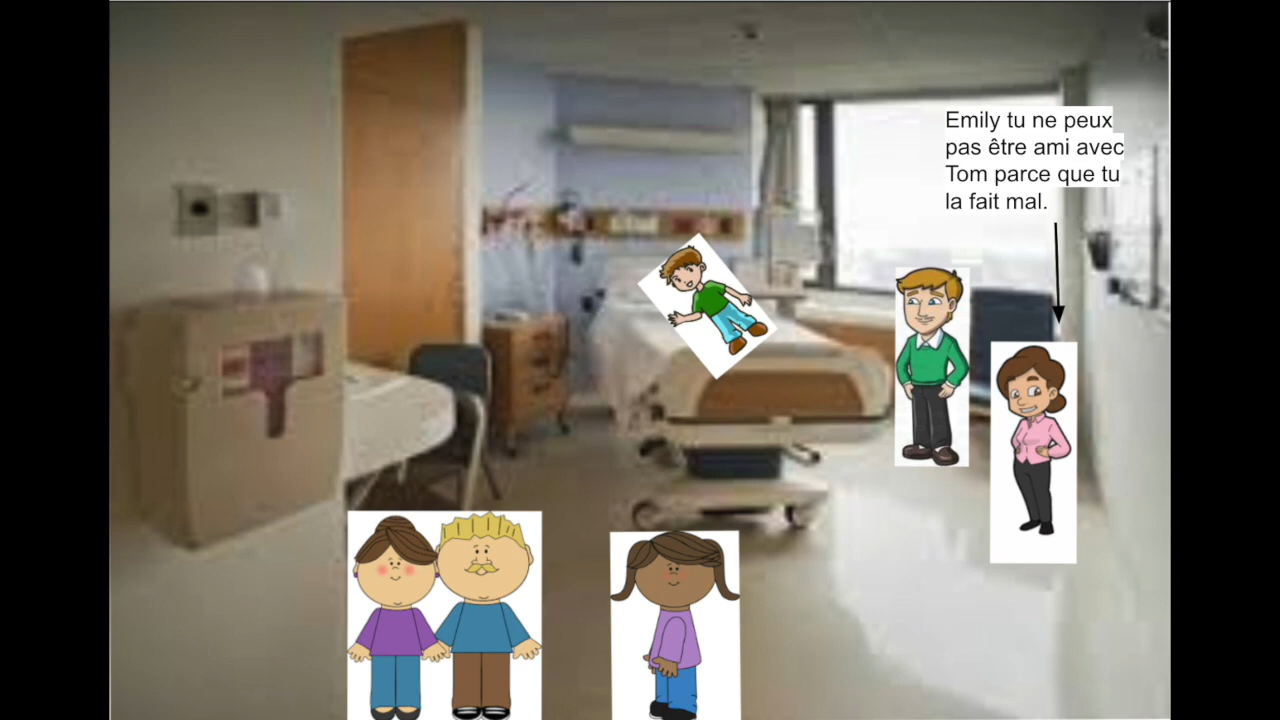 Emily tu ne peux
pas être ami avec
Tom parce que tu
la fait mal.